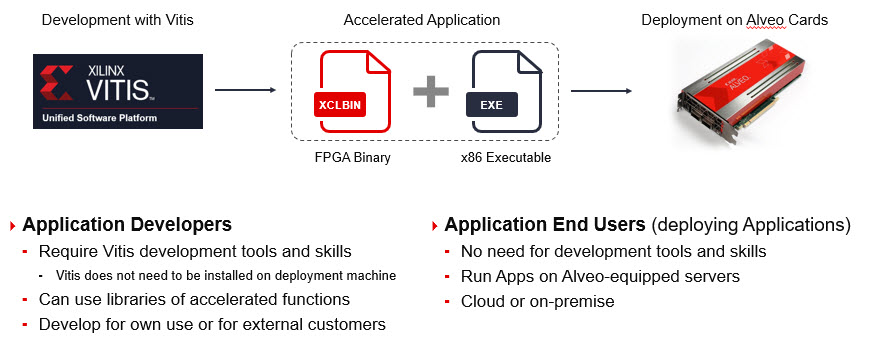 Development with Vitis
Accelerated Application
Deployment on Alveo Cards
XILINX
VITIS™
Unified Software Platform
XCLBIN
EXE
ALVEO
FPGA Binary
x86 Executable
Application Developers
- Require Vitis development tools and skills
- Vitis does not need to be installed on deployment machine
- Can use libraries of accelerated functions
- Develop for own use or for external customers
Application End Users (deploying Applications)
- No need for development tools and skills
- Run Apps on Alveo-equipped servers
- Cloud or on-premise